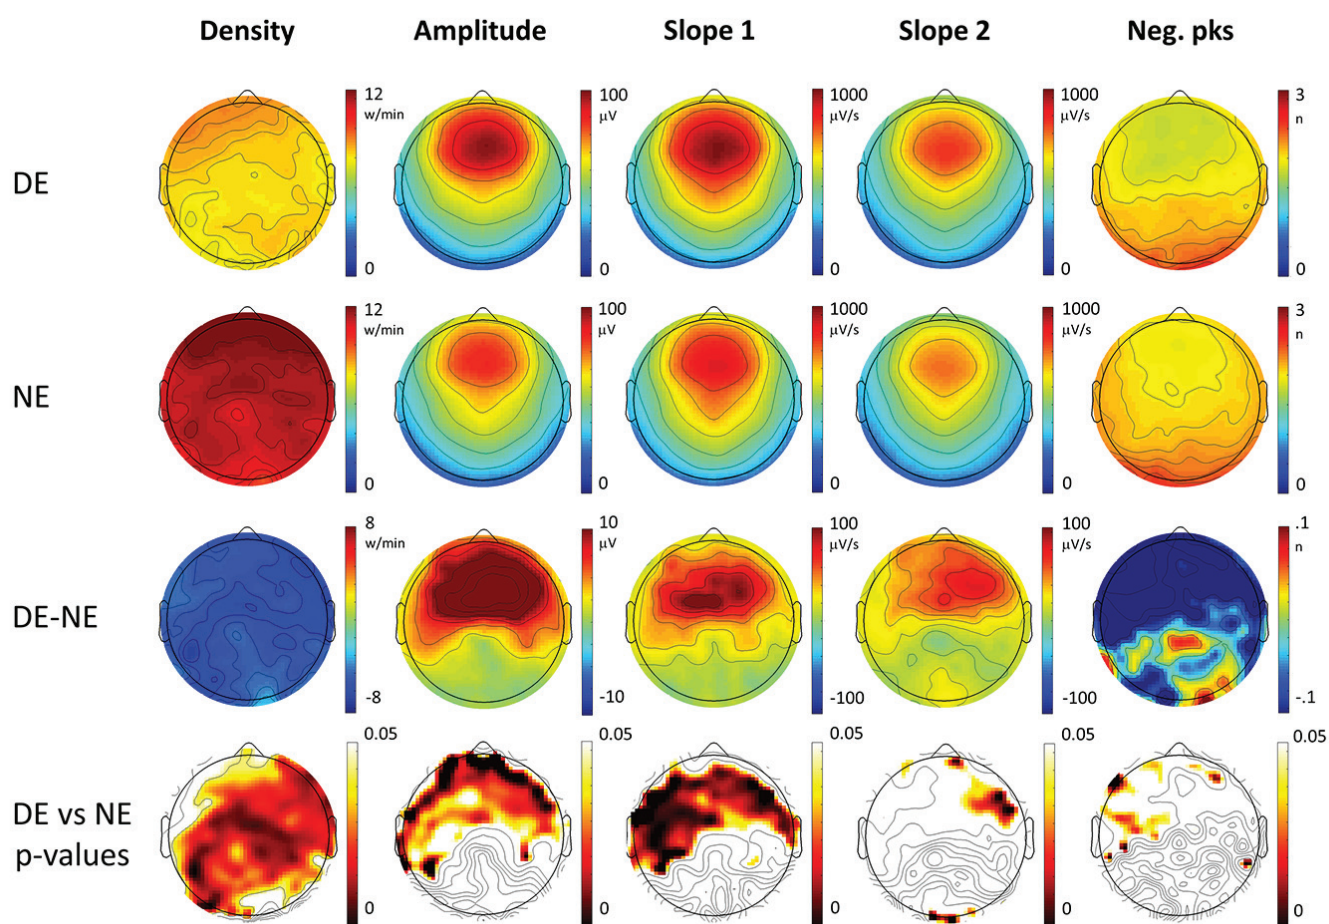 Density Amplitude Slope 1 Slope 2 Neg. pks
DE
12
w/min
0
100
µV
0
1000
µV/s
0
1000
µV/s
0
3
n
0
NE
12
w/min
0
100
µV
0
1000
µV/s
0
1000
µV/s
0
3
n
0
DE-NE
8
w/min
-8
10
µV
-10
100
µV/s
-100
100
µV/s
-100
.1
n
-.1
DE vs NE
p-values
0.05
0
0.05
0
0.05
0
0.05
0
0.05
0